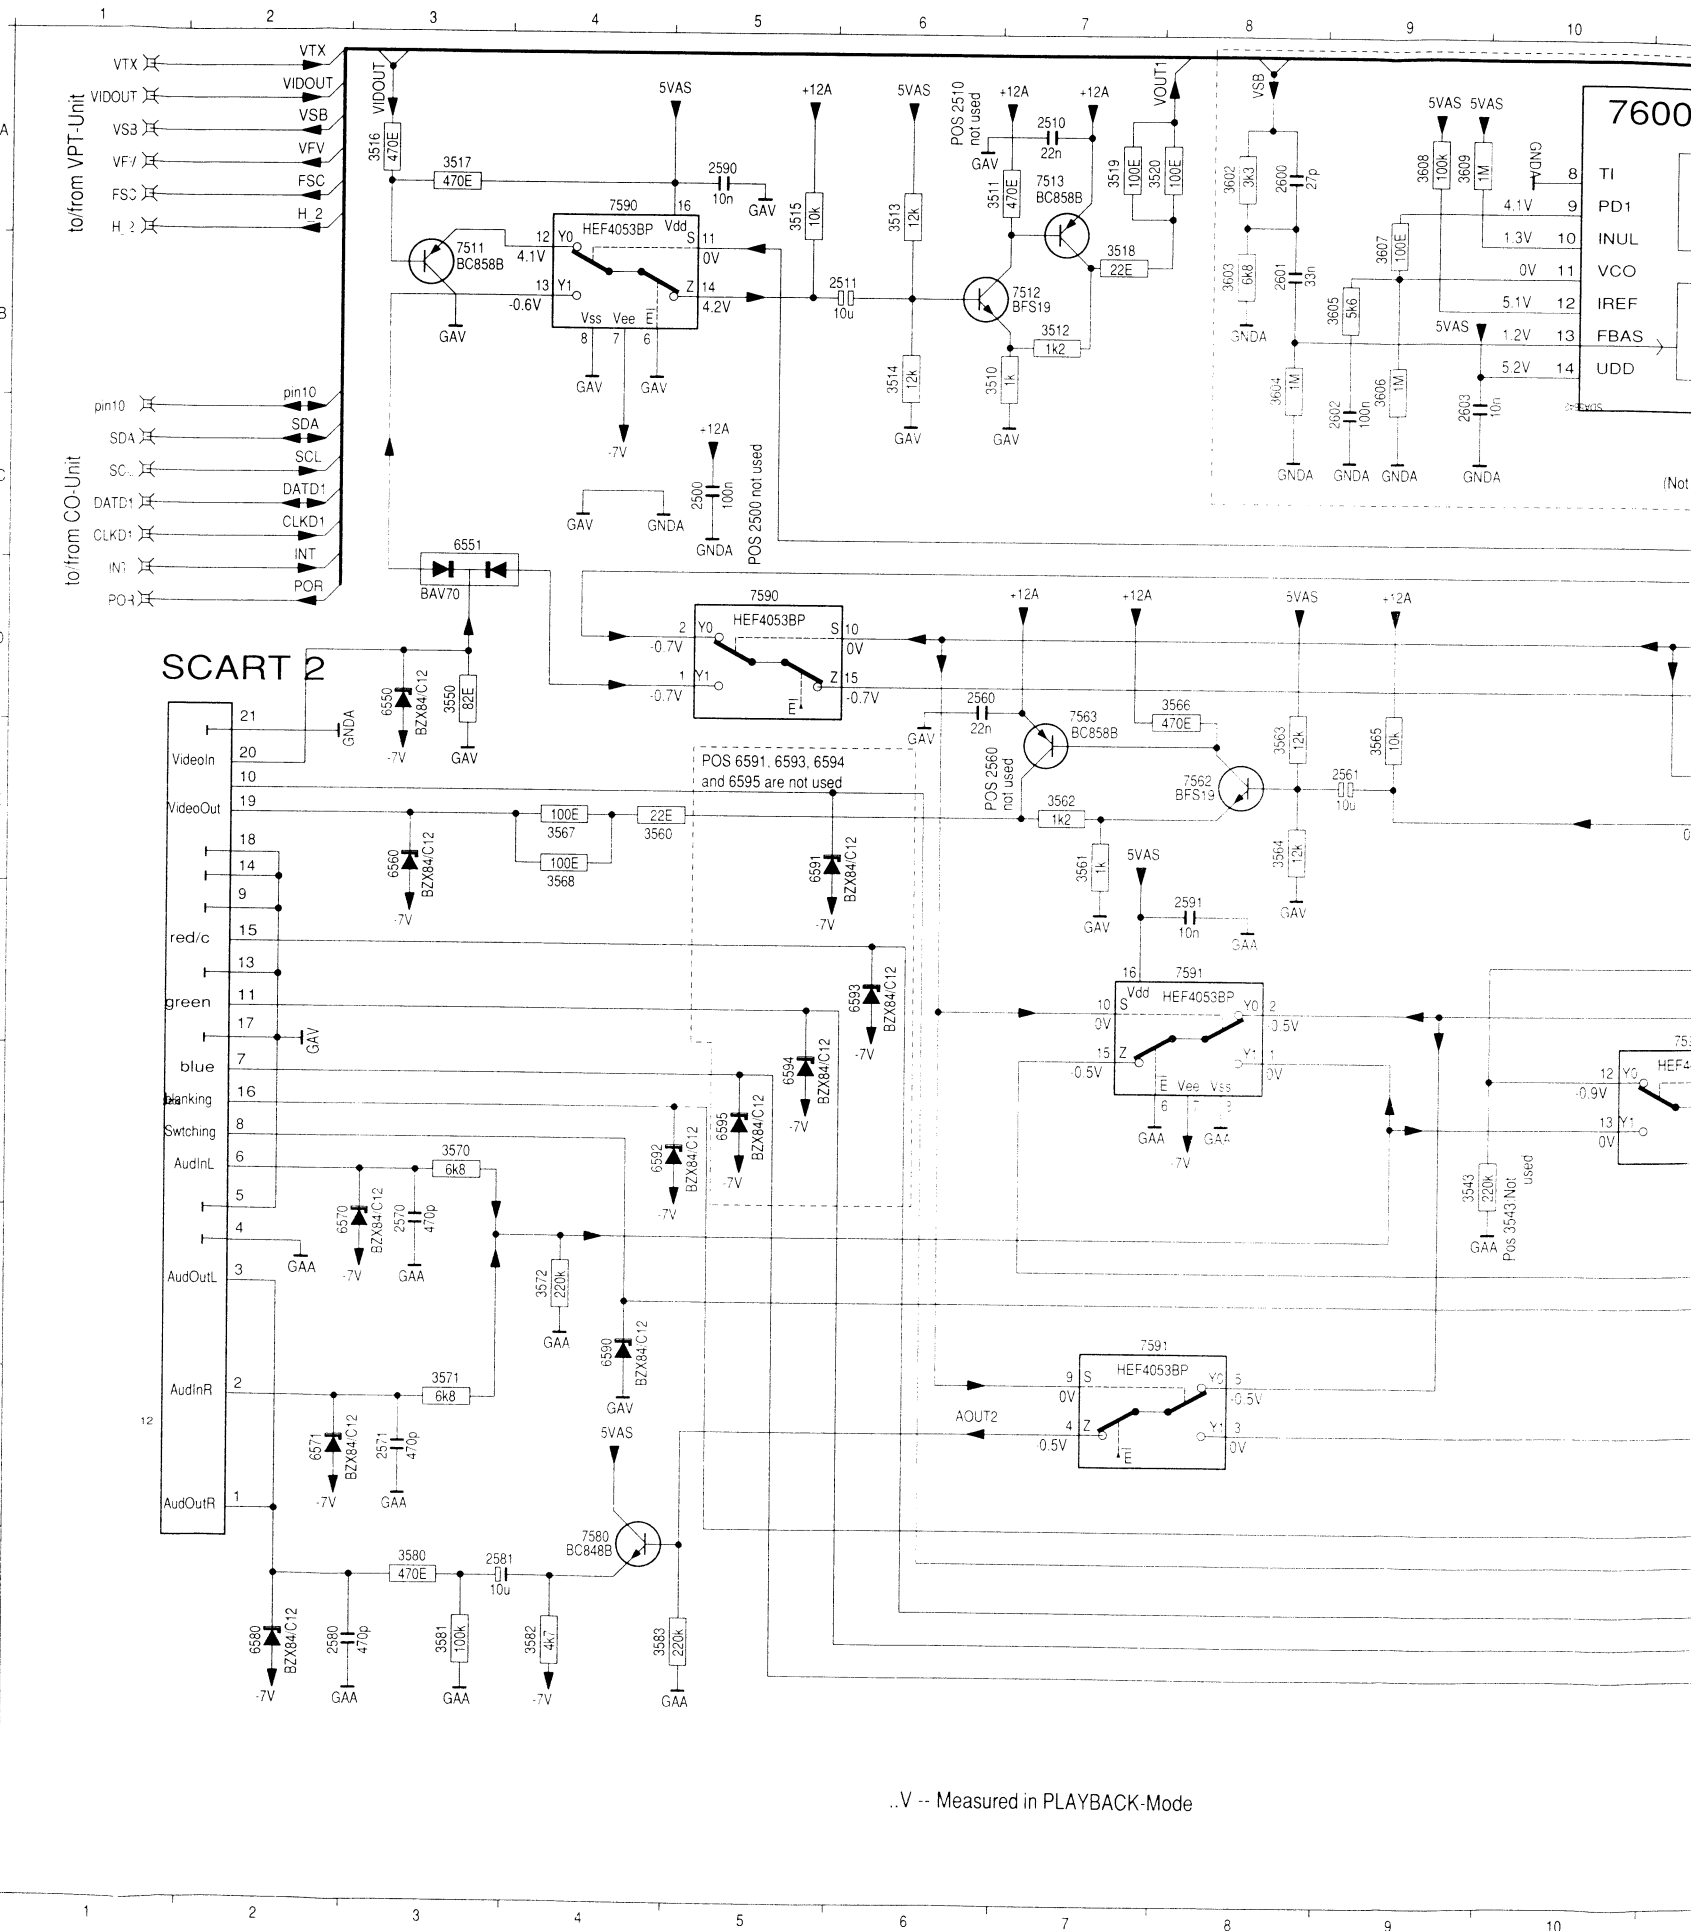 1 2 3 4 5 6 7 8 9 10
A
B
to/from VPT-Unit
VTX VTX
VIDOUT VIDOUT
VSB VSB
VFV
FSC FSC
H_2 H_2
to/from CO-Unit
pin10 pin10
SDA SDA
SCL
DATD1 DATD1
CLKD1 CLKD1
INT
POR
VIDOUT
3516 470E
3517
470E
7511
BC858B
GAV
5VAS
2590
10n
GAV
7590
HEF4053BP
16 Vdd
12 Y0
4.1V
13 Y1
-0.6V
S 11
0V
Z 14
4.2V
Vss Vee E
8 7 6
GAV GAV
-7V
+12A
3515 10k
2511
10u
5VAS
3513 12k
3514 12k
GAV
POS 2510
not used
+12A +12A
2510
22n
GAV
3511 470E
7513
BC858B
7512
BFS19
3512
1k2
3510 1k
GAV
VOUT1
3519 100E
3520 100E
3518
22E
+12A
2500 100n
GAV GNDA
GNDA
POS 2500 not used
VSB
3602 3k3
2600 27p
3603 6k8
2601 33n
GNDA
3604 1M
GNDA
3605 5k6
2602 100n
GNDA
3607 100E
3606 1M
GNDA
5VAS 5VAS
3608 100k
3609 1M
5VAS
2603 10n
GNDA
GNDA
7600
8 TI
4.1V 9 PD1
1.3V 10 INUL
0V 11 VCO
5.1V 12 IREF
1.2V 13 FBAS
5.2V 14 UDD
(Not
6551
BAV70
7590
HEF4053BP
2 Y0
-0.7V
1 Y1
-0.7V
S 10
0V
Z 15
-0.7V
E
SCART 2
6550 BZX84/C12
-7V
3550 82E
GAV
21
GNDA
VideoIn 20
10
VideoOut 19
18
14
9
red/c 15
13
green 11
17
GAV
blue 7
16
Swtching 8
AudInL 6
5
4
GAA
AudOutL 3
AudInR 2
12
AudOutR 1
6560 BZX84/C12
-7V
100E
3567
100E
3568
22E
3560
POS 6591, 6593, 6594
and 6595 are not used
6591 BZX84/C12
-7V
6593 BZX84/C12
-7V
6594 BZX84/C12
-7V
6595 BZX84/C12
-7V
6592 BZX84/C12
-7V
+12A +12A 5VAS +12A
2560
22n
GAV
POS 2560
not used
7563
BC858B
3566
470E
3562
1k2
3561 1k
GAV
7562
BFS19
3563 12k
3564 12k
GAV
2561
10u
3565 10k
5VAS
2591
10n
GAA
7591
HEF4053BP
16 Vdd
10 S
0V
15 Z
-0.5V
Y0 2
-0.5V
Y1 1
0V
E Vee Vss
6 7 8
GAA GAA
-7V
12 Y0
-0.9V
13 Y1
0V
3543 220k
GAA
Pos 3543:Not
used
3570
6k8
6570 BZX84/C12
-7V
2570 470p
GAA
3572 220k
GAA
6590 BZX84/C12
GAV
3571
6k8
6571 BZX84/C12
-7V
2571 470p
GAA
5VAS
7580
BC848B
AOUT2
7591
HEF4053BP
9 S
0V
4 Z
-0.5V
Y0 5
-0.5V
Y1 3
0V
E
3580
470E
2581
10u
6580 BZX84/C12
-7V
2580 470p
GAA
3581 100k
GAA
3582 4k7
-7V
3583 220k
GAA
..V -- Measured in PLAYBACK-Mode
1 2 3 4 5 6 7 8 9 10